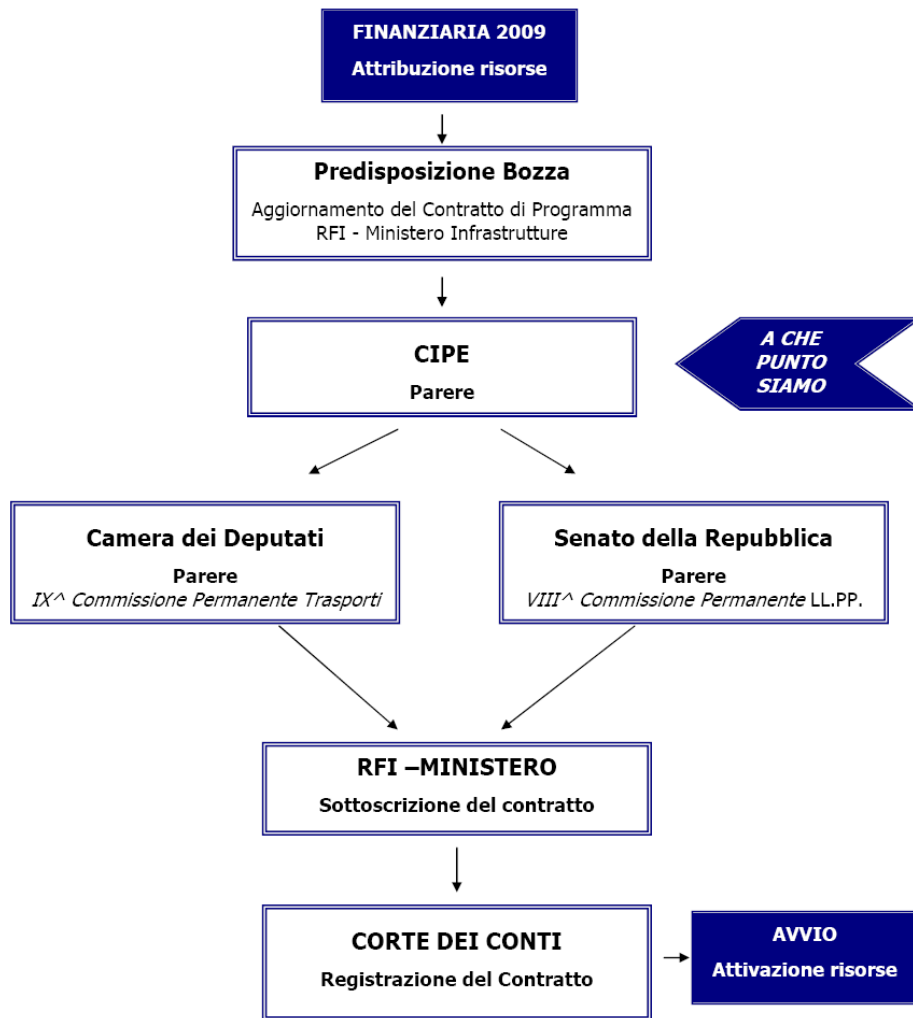 FINANZIARIA 2009
Attribuzione risorse
Predisposizione Bozza
Aggiornamento del Contratto di Programma
RFI - Ministero Infrastrutture
CIPE
Parere
A CHE
PUNTO
SIAMO
Camera dei Deputati
Parere
IX^ Commissione Permanente Trasporti
Senato della Repubblica
Parere
VIII^ Commissione Permanente LL.PP.
RFI –MINISTERO
Sottoscrizione del contratto
CORTE DEI CONTI
Registrazione del Contratto
AVVIO
Attivazione risorse